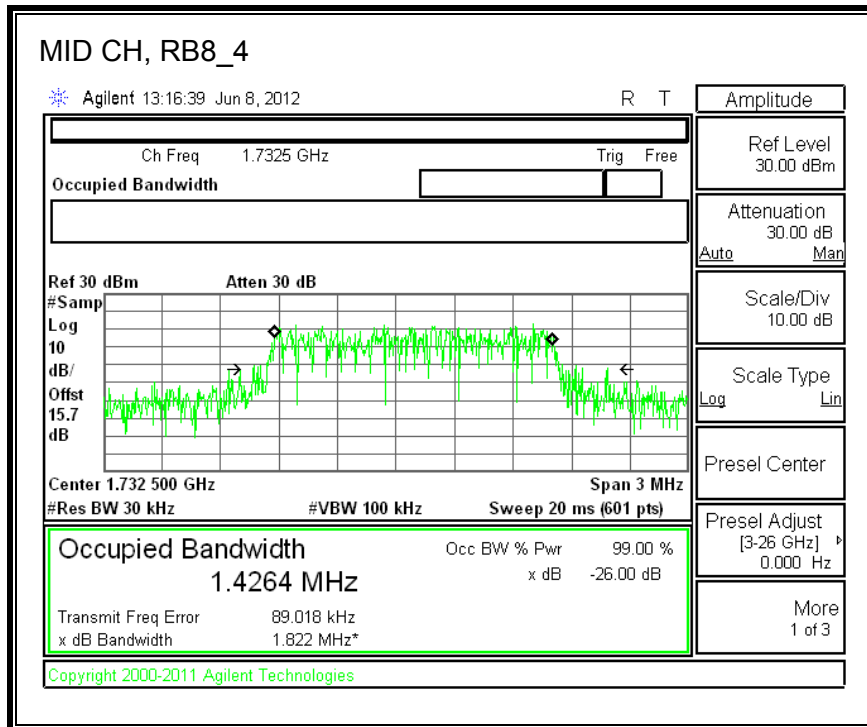 MID CH, RB8_4
Agilent 13:16:39 Jun 8, 2012 R T
Amplitude
Ch Freq 1.7325 GHz Trig Free
Occupied Bandwidth
Ref Level
30.00 dBm
Attenuation
30.00 dB
Auto Man
Ref 30 dBm Atten 30 dB
#Samp
Log
10
dB/
Offst
15.7
dB
Scale/Div
10.00 dB
Scale Type
Log Lin
Presel Center
Center 1.732 500 GHz Span 3 MHz
#Res BW 30 kHz #VBW 100 kHz Sweep 20 ms (601 pts)
Presel Adjust
[3-26 GHz]
0.000 Hz
Occupied Bandwidth Occ BW % Pwr 99.00 %
1.4264 MHz x dB -26.00 dB
Transmit Freq Error 89.018 kHz
x dB Bandwidth 1.822 MHz*
More
1 of 3
Copyright 2000-2011 Agilent Technologies